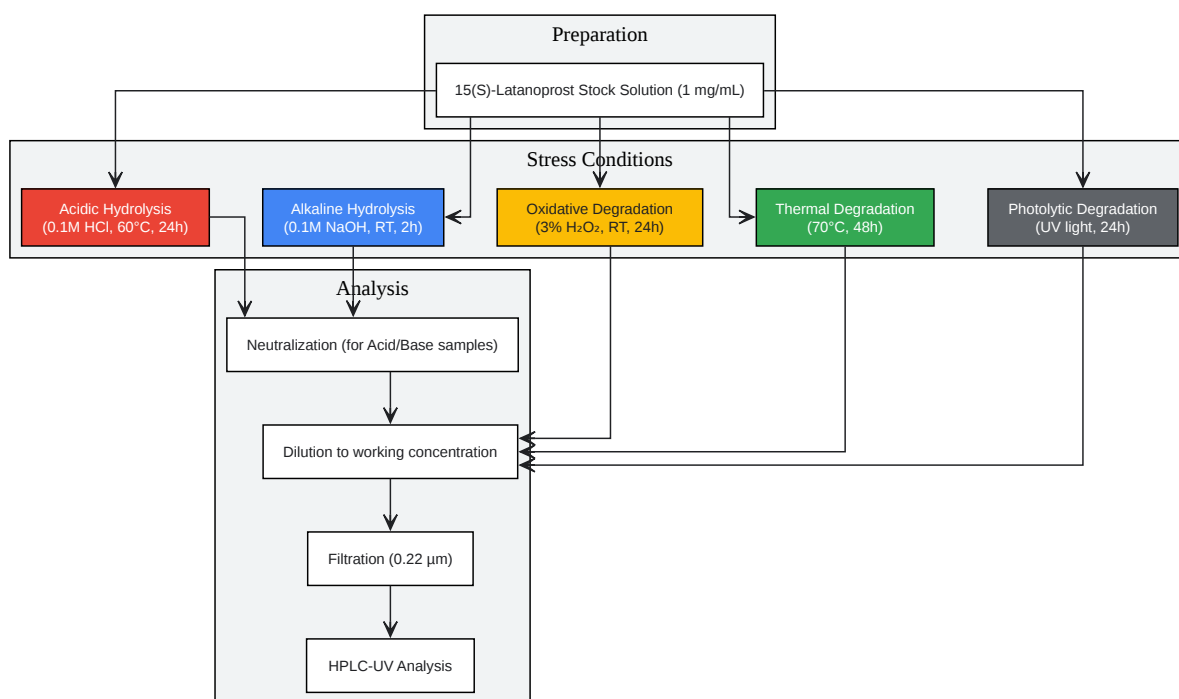 Preparation
15(S)-Latanoprost Stock Solution (1 mg/mL)
Stress Conditions
Acidic Hydrolysis
(0.1M HCl, 60°C, 24h)
Alkaline Hydrolysis
(0.1M NaOH, RT, 2h)
Oxidative Degradation
(3% H₂O₂, RT, 24h)
Thermal Degradation
(70°C, 48h)
Photolytic Degradation
(UV light, 24h)
Analysis
Neutralization (for Acid/Base samples)
Dilution to working concentration
Filtration (0.22 µm)
HPLC-UV Analysis